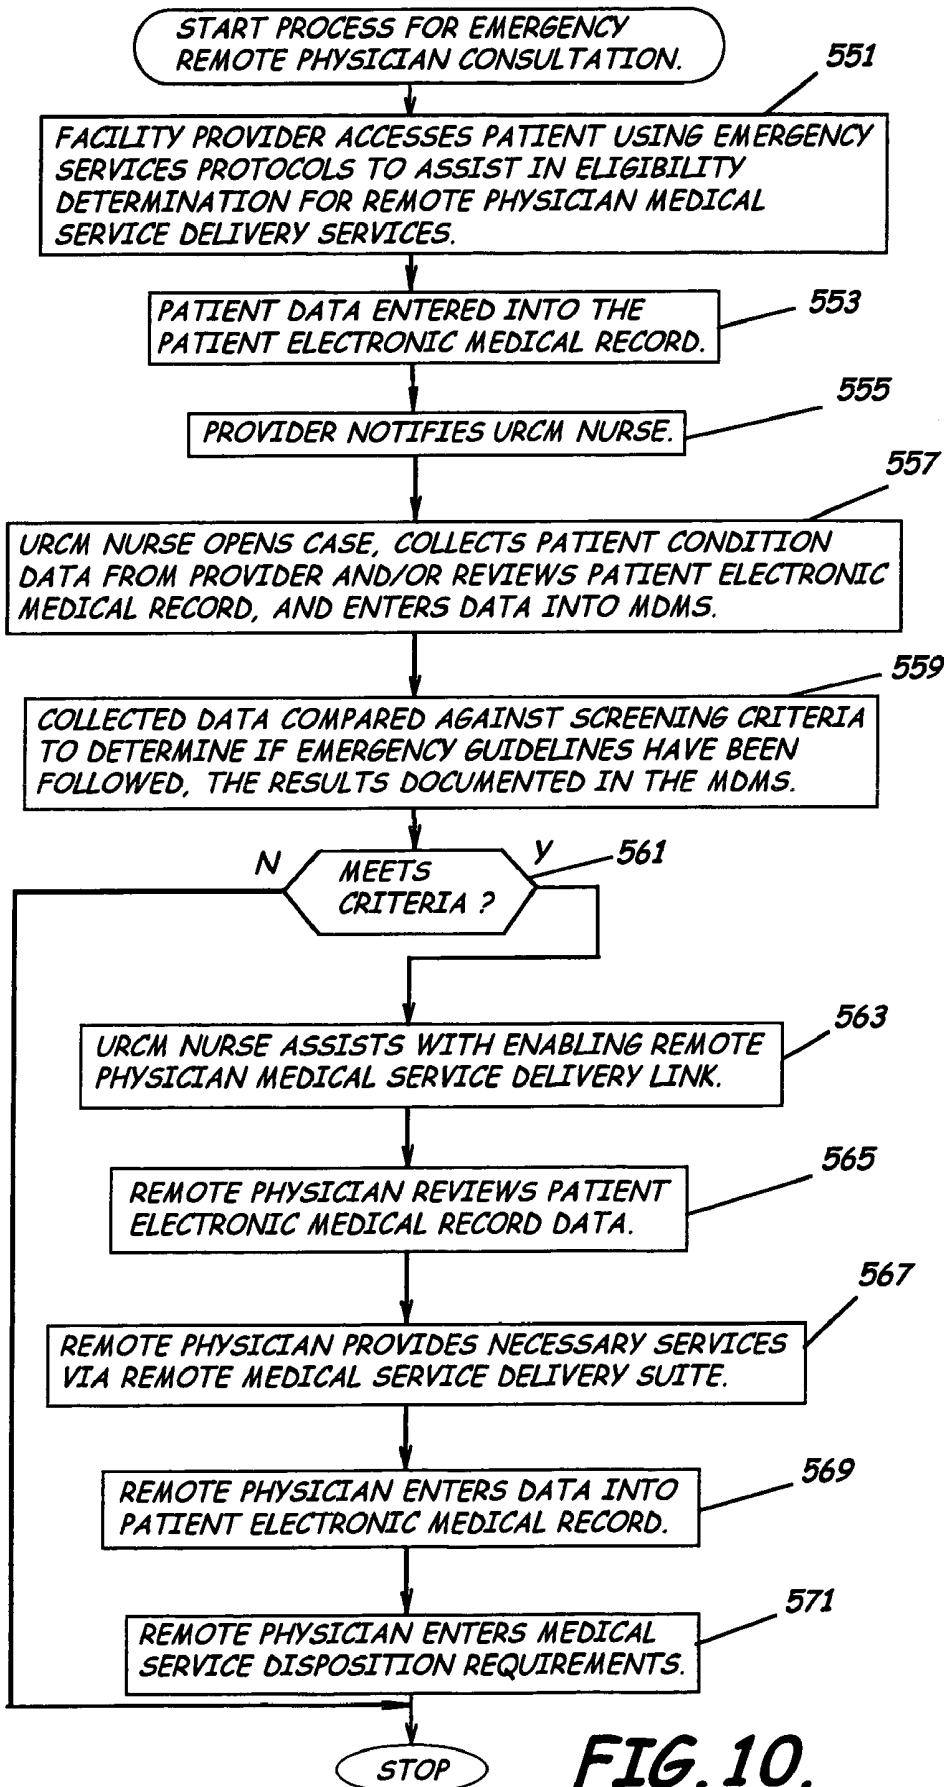 START PROCESS FOR EMERGENCY
REMOTE PHYSICIAN CONSULTATION.
551
FACILITY PROVIDER ACCESSES PATIENT USING EMERGENCY
SERVICES PROTOCOLS TO ASSIST IN ELIGIBILITY
DETERMINATION FOR REMOTE PHYSICIAN MEDICAL
SERVICE DELIVERY SERVICES.
553
PATIENT DATA ENTERED INTO THE
PATIENT ELECTRONIC MEDICAL RECORD.
555
PROVIDER NOTIFIES URCM NURSE.
557
URCM NURSE OPENS CASE, COLLECTS PATIENT CONDITION
DATA FROM PROVIDER AND/OR REVIEWS PATIENT ELECTRONIC
MEDICAL RECORD, AND ENTERS DATA INTO MDMS.
559
COLLECTED DATA COMPARED AGAINST SCREENING CRITERIA
TO DETERMINE IF EMERGENCY GUIDELINES HAVE BEEN
FOLLOWED, THE RESULTS DOCUMENTED IN THE MDMS.
N
Y
561
MEETS
CRITERIA ?
563
URCM NURSE ASSISTS WITH ENABLING REMOTE
PHYSICIAN MEDICAL SERVICE DELIVERY LINK.
565
REMOTE PHYSICIAN REVIEWS PATIENT
ELECTRONIC MEDICAL RECORD DATA.
567
REMOTE PHYSICIAN PROVIDES NECESSARY SERVICES
VIA REMOTE MEDICAL SERVICE DELIVERY SUITE.
569
REMOTE PHYSICIAN ENTERS DATA INTO
PATIENT ELECTRONIC MEDICAL RECORD.
571
REMOTE PHYSICIAN ENTERS MEDICAL
SERVICE DISPOSITION REQUIREMENTS.
STOP
FIG. 10.